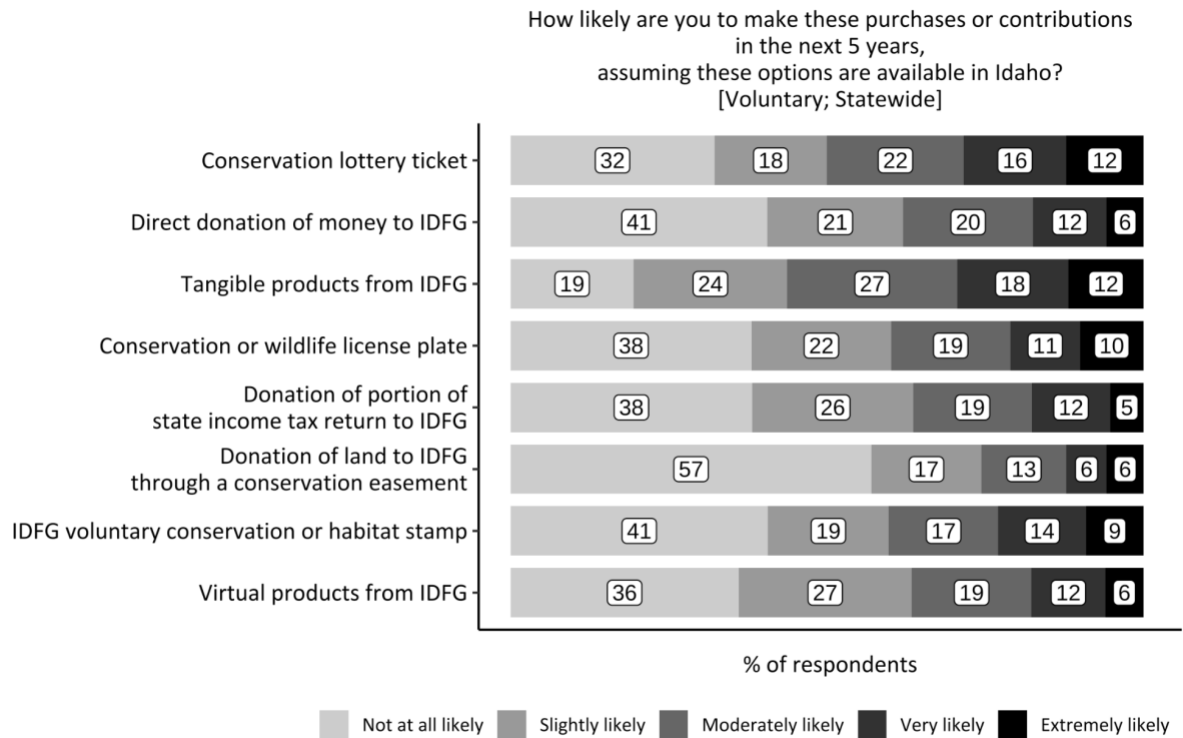 How likely are you to make these purchases or contributions
in the next 5 years,
assuming these options are available in Idaho?
[Voluntary; Statewide]
Conservation lottery ticket
32 18 22 16 12
Direct donation of money to IDFG
41 21 20 12 6
Tangible products from IDFG
19 24 27 18 12
Conservation or wildlife license plate
38 22 19 11 10
Donation of portion of
state income tax return to IDFG
38 26 19 12 5
Donation of land to IDFG
through a conservation easement
57 17 13 6 6
IDFG voluntary conservation or habitat stamp
41 19 17 14 9
Virtual products from IDFG
36 27 19 12 6
% of respondents
Not at all likely Slightly likely Moderately likely Very likely Extremely likely